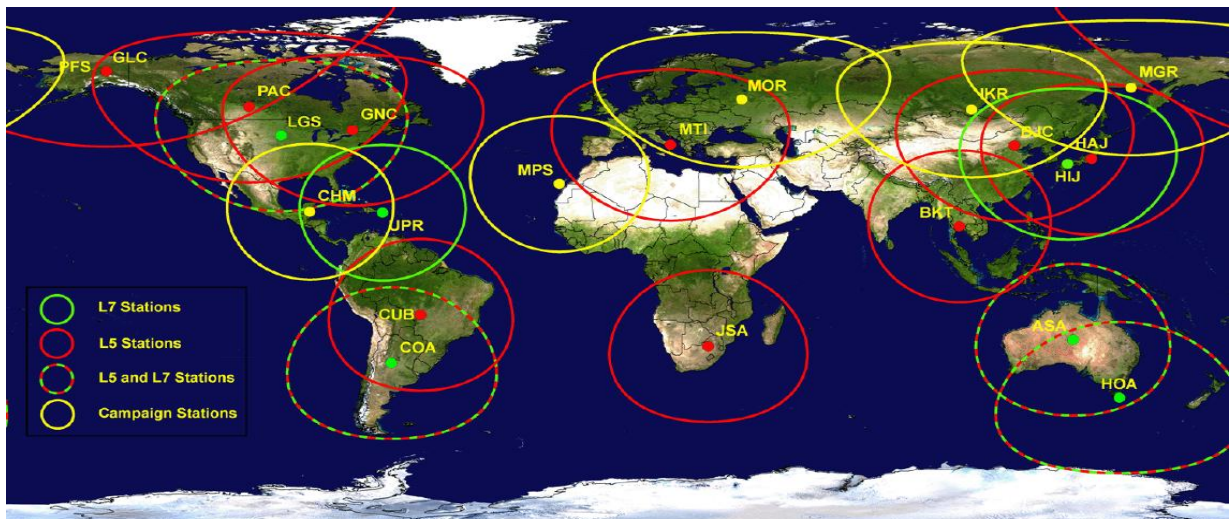 PFS
GLC
PAC
LGS
GNC
CHM
UPR
CUB
COA
MPS
MTI
MOR
JSA
IKR
BJC
MGR
HAJ
HIJ
BKT
ASA
HOA
L7 Stations
L5 Stations
L5 and L7 Stations
Campaign Stations